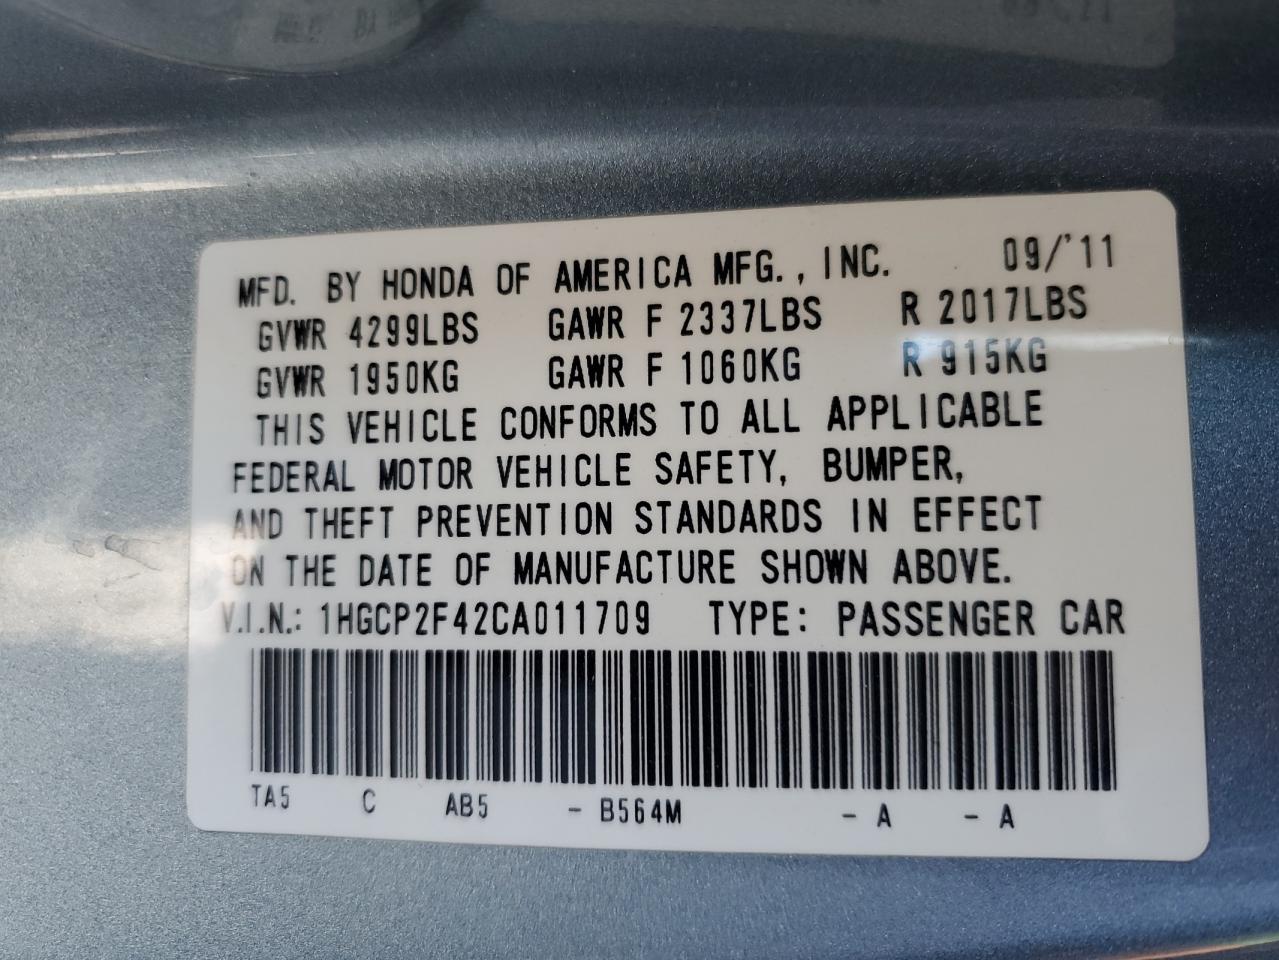 MFD. BY HONDA OF AMERICA MFG., INC. 09/'11
GVWR 4299LBS GAWR F 2337LBS R 2017LBS
GVWR 1950KG GAWR F 1060KG R 915KG
THIS VEHICLE CONFORMS TO ALL APPLICABLE
FEDERAL MOTOR VEHICLE SAFETY, BUMPER,
AND THEFT PREVENTION STANDARDS IN EFFECT
ON THE DATE OF MANUFACTURE SHOWN ABOVE.
V.I.N.: 1HGCP2F42CA011709 TYPE: PASSENGER CAR
TA5 C AB5 - B564M - A - A